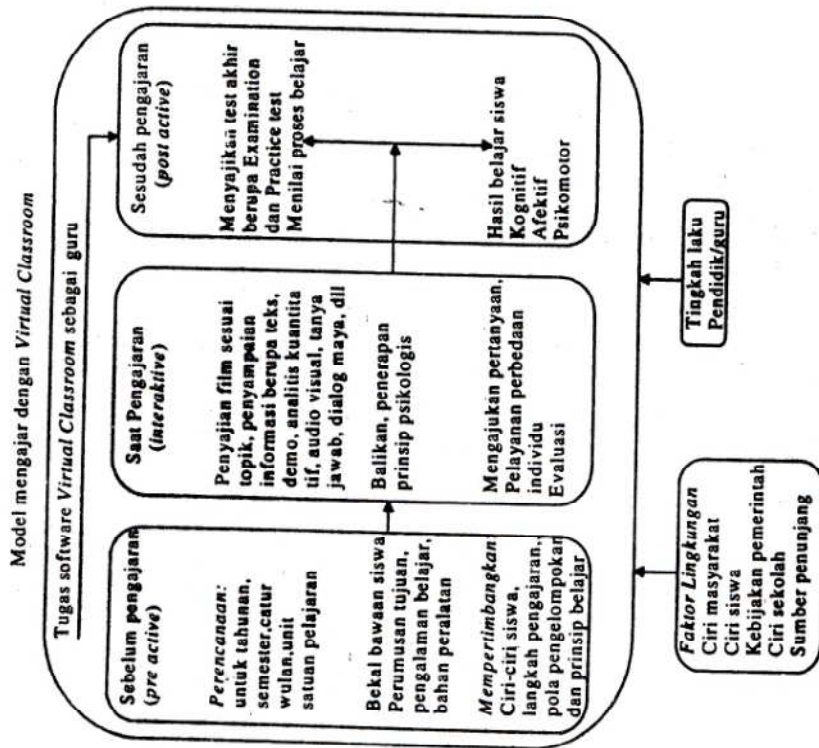 Model mengajar dengan Virtual Classroom
Tugas software Virtual Classroom sebagai guru
Sebelum pengajaran
(pre active)
Perencanaan:
untuk tahunan,
semester,catur
wulan,unit
satuan pelajaran
Bekal bawaan siswa
Perumusan tujuan,
pengalaman belajar,
bahan peralatan
Mempertimbangkan:
Ciri-ciri siswa,
langkah pengajaran,
pola pengelompokan
dan prinsip belajar
Saat Pengajaran
(interaktive)
Penyajian film sesuai
topik, penyampaian
informasi berupa teks,
demo, analitis kuantita
tif, audio visual, tanya
jawab, dialog maya, dll
Balikan, penerapan
prinsip psikologis
Mengajukan pertanyaan,
Pelayanan perbedaan
individu
Evaluasi
Sesudah pengajaran
(post active)
Menyajikan test akhir
berupa Examination
dan Practice test
Menilai proses belajar
Hasil belajar siswa
Kognitif
Afektif
Psikomotor
Faktor Lingkungan
Ciri masyarakat
Ciri siswa
Kebijakan pemerintah
Ciri sekolah
Sumber penunjang
Tingkah laku
Pendidik/guru